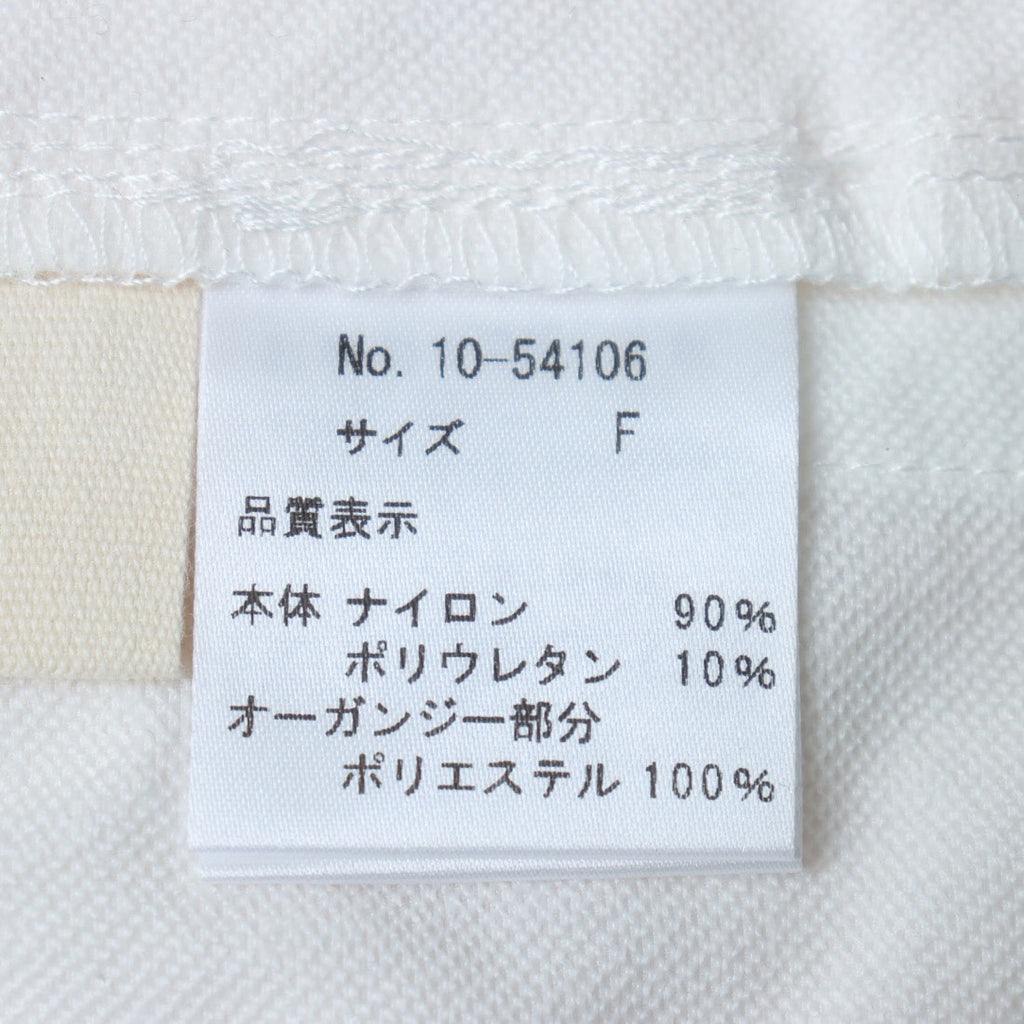 No. 10-54106
サイズ F
品質表示
本体 ナイロン 90%
ポリウレタン 10%
オーガンジー部分
ポリエステル 100%